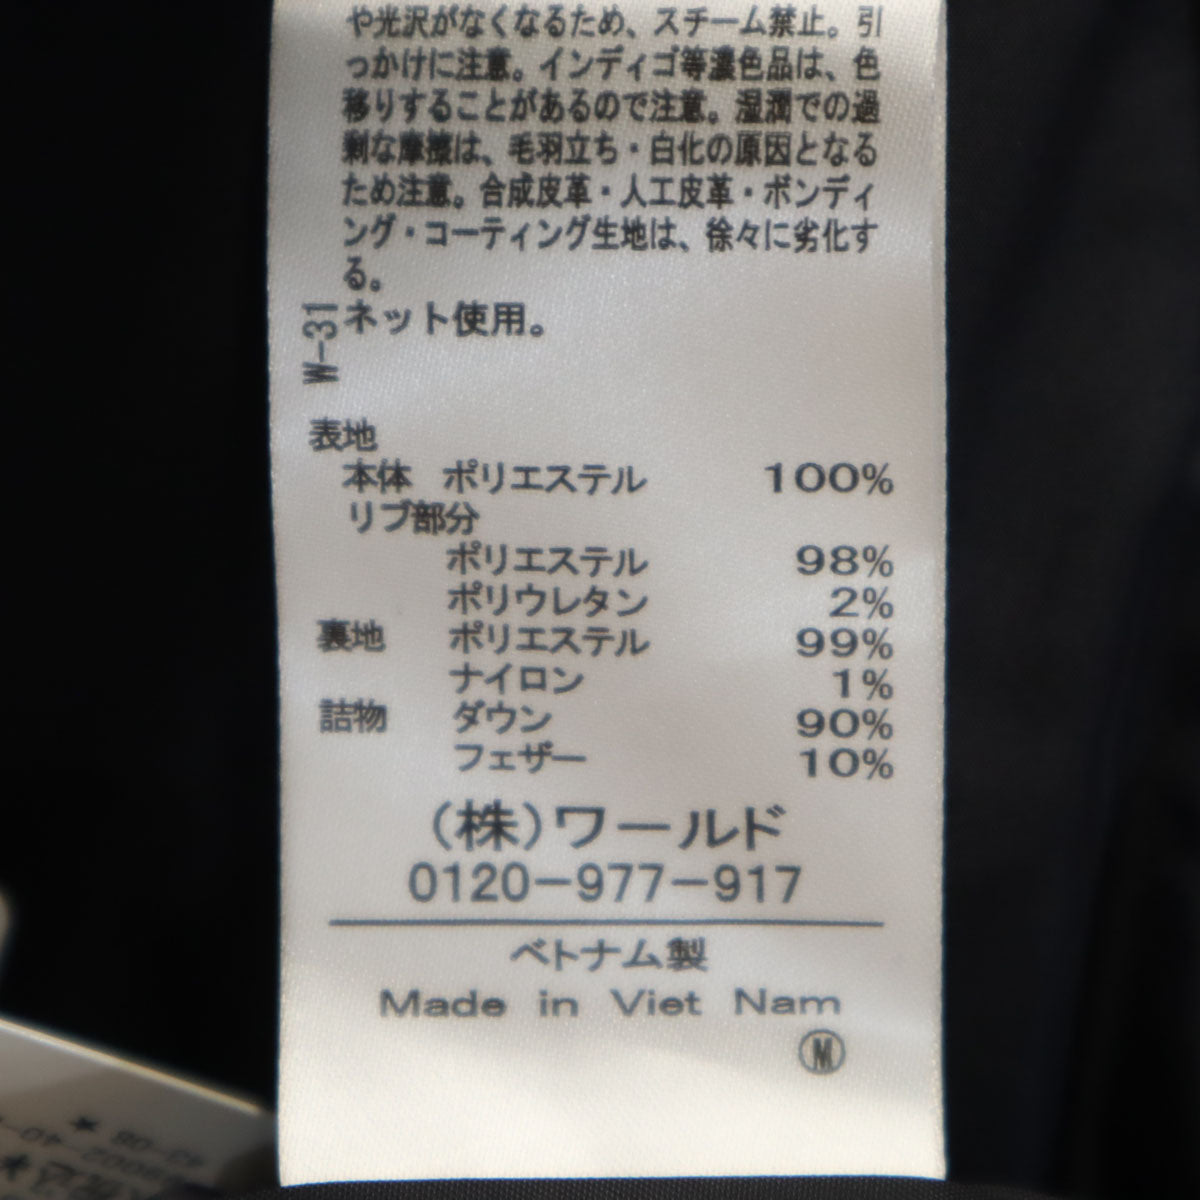 や光沢がなくなるため、スチーム禁止。引
っかけに注意。インディゴ等濃色品は、色
移りすることがあるので注意。湿潤での過
剰な摩擦は、毛羽立ち・白化の原因となる
ため注意。合成皮革・人工皮革・ボンディ
ング・コーティング生地は、徐々に劣化す
る。
ネット使用。
W-31
表地
本体 ポリエステル 100%
リブ部分
ポリエステル 98%
ポリウレタン 2%
裏地 ポリエステル 99%
ナイロン 1%
詰物 ダウン 90%
フェザー 10%
(株)ワールド
0120-977-917
ベトナム製
Made in Viet Nam
M
43-08 ★